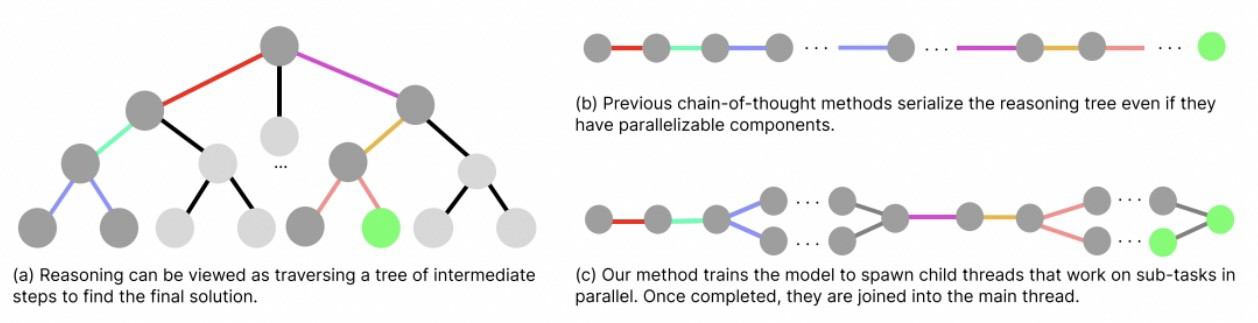 ...
(a) Reasoning can be viewed as traversing a tree of intermediate
steps to find the final solution.
... ... ...
(b) Previous chain-of-thought methods serialize the reasoning tree even if they
have parallelizable components.
... ...
... ...
(c) Our method trains the model to spawn child threads that work on sub-tasks in
parallel. Once completed, they are joined into the main thread.